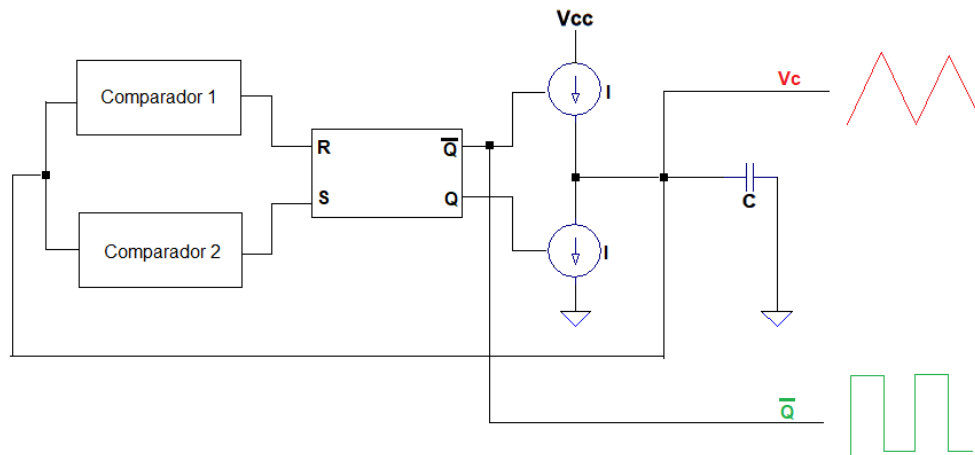 Vcc
Comparador 1
I
Vc
R
Q̅
S
Q
C
Comparador 2
I
Q̅